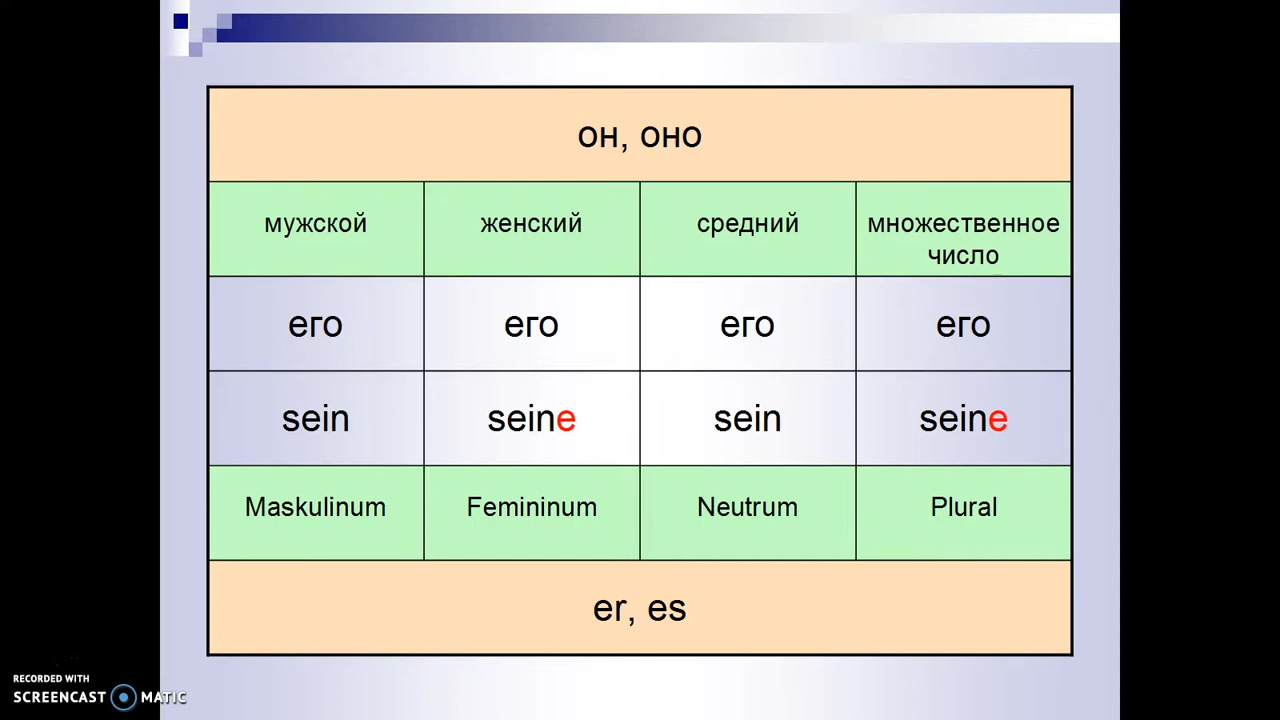 он, оно
мужской женский средний множественное число
его его его его
sein seine sein seine
Maskulinum Femininum Neutrum Plural
er, es
RECORDED WITH
SCREENCAST MATIC